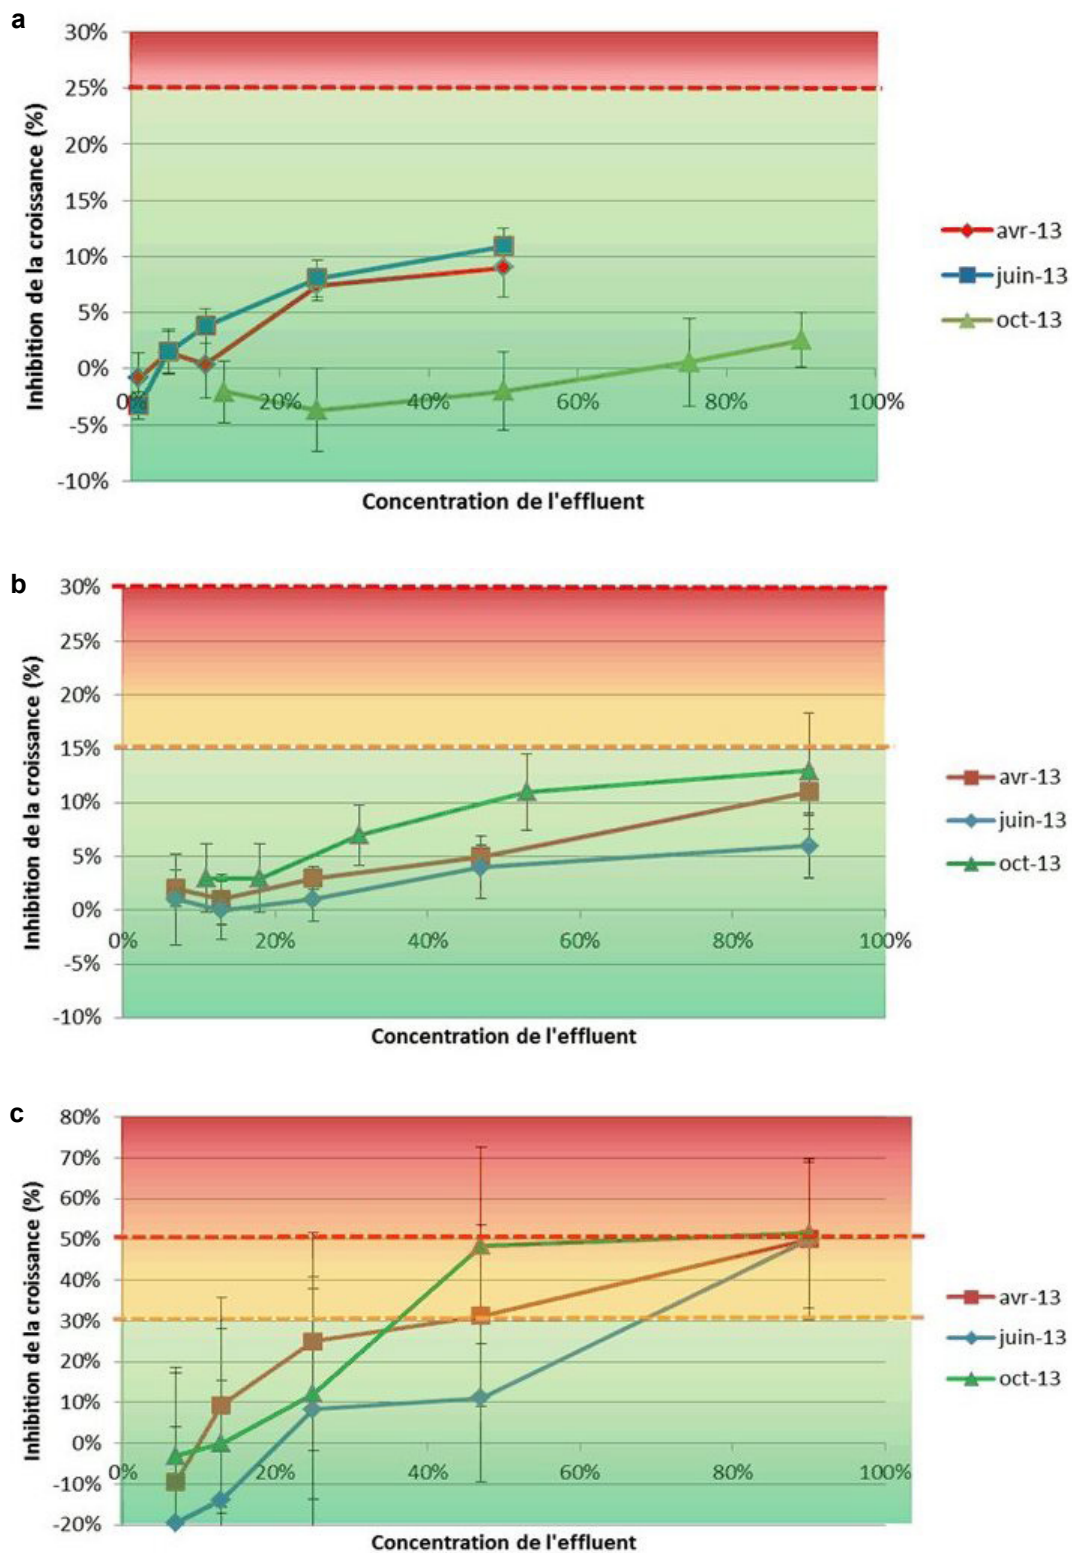 a
30%
25%
20%
15%
10%
5%
0%
-5%
-10%
Inhibition de la croissance (%)
0% 20% 40% 60% 80% 100%
Concentration de l'effluent
avr-13
juin-13
oct-13
b
30%
25%
20%
15%
10%
5%
0%
-5%
-10%
Inhibition de la croissance (%)
0% 20% 40% 60% 80% 100%
Concentration de l'effluent
avr-13
juin-13
oct-13
c
80%
70%
60%
50%
40%
30%
20%
10%
0%
-10%
-20%
Inhibition de la croissance (%)
0% 20% 40% 60% 80% 100%
Concentration de l'effluent
avr-13
juin-13
oct-13